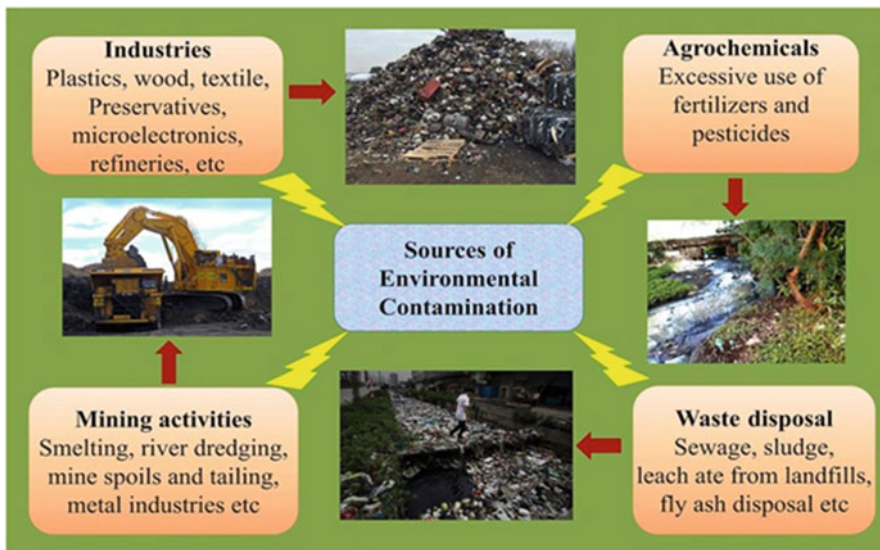 Industries
Plastics, wood, textile,
Preservatives,
microelectronics,
refineries, etc
Agrochemicals
Excessive use of
fertilizers and
pesticides
Sources of
Environmental
Contamination
Mining activities
Smelting, river dredging,
mine spoils and tailing,
metal industries etc
Waste disposal
Sewage, sludge,
leach ate from landfills,
fly ash disposal etc